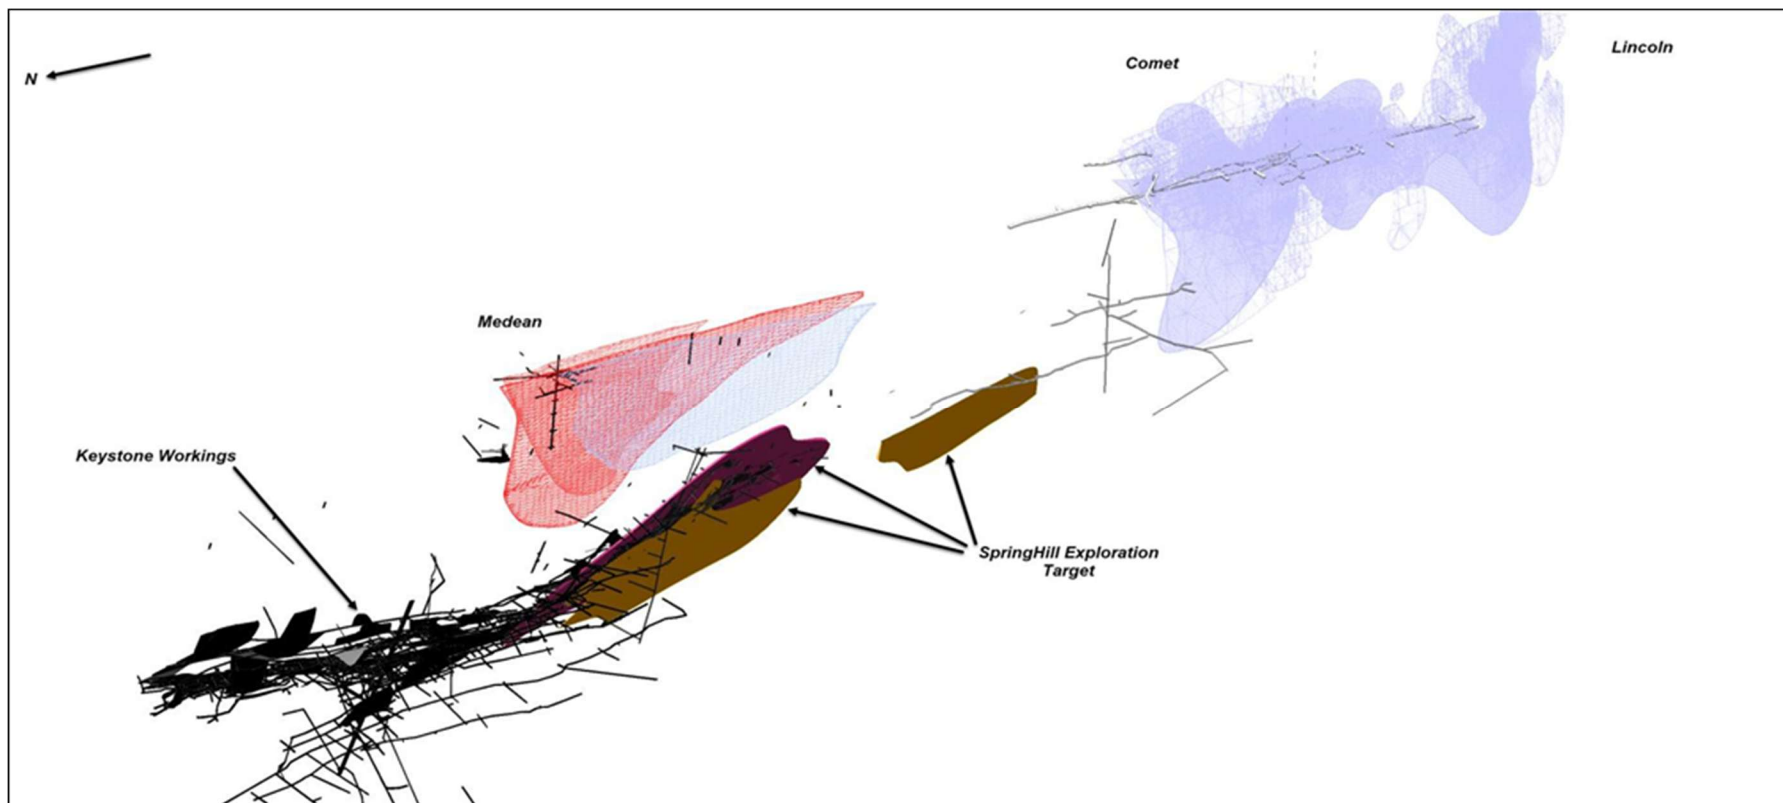 Lincoln
Comet
N
Medean
Keystone Workings
SpringHill Exploration
Target